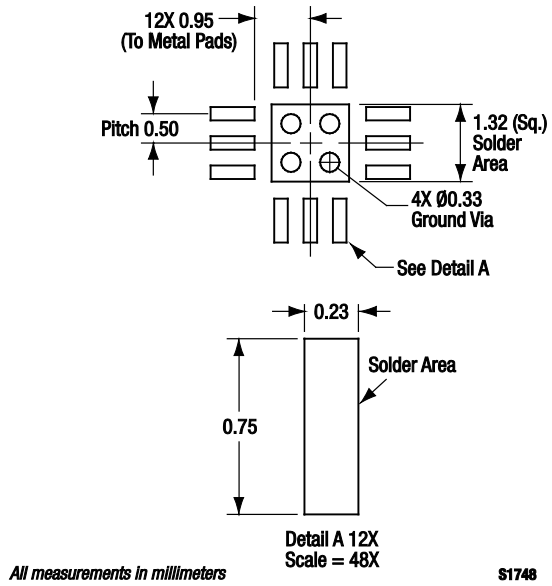 12X 0.95
(To Metal Pads)
Pitch 0.50
1.32 (Sq.)
Solder
Area
4X Ø0.33
Ground Via
See Detail A
0.23
Solder Area
0.75
Detail A 12X
Scale = 48X
All measurements in millimeters
S1748